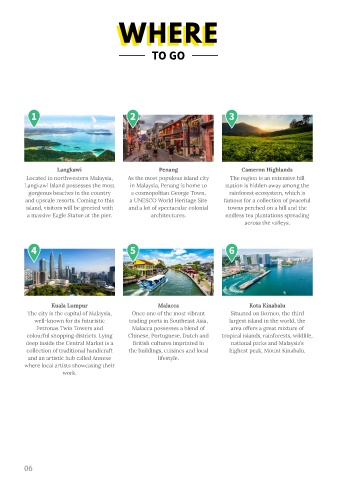 WHERE
TO GO
1
2
3
Langkawi
Located in northwestern Malaysia,
Langkawi Island possesses the most
gorgeous beaches in the country
and upscale resorts. Coming to this
island, visitors will be greeted with
a massive Eagle Statue at the pier.
Penang
As the most populous island city
in Malaysia, Penang is home to
a cosmopolitan George Town,
a UNESCO World Heritage Site
and a lot of spectacular colonial
architectures.
Cameron Highlands
The region is an extensive hill
station is hidden away among the
rainforest ecosystem, which is
famous for a collection of peaceful
towns perched on a hill and the
endless tea plantations spreading
across the valleys.
4
5
6
Kuala Lumpur
The city is the capital of Malaysia,
well-known for its futuristic
Petronas Twin Towers and
colourful shopping districts. Lying
deep inside the Central Market is a
collection of traditional handicraft
and an artistic hub called Annexe
where local artists showcasing their
work.
Malacca
Once one of the most vibrant
trading ports in Southeast Asia,
Malacca possesses a blend of
Chinese, Portuguese, Dutch and
British cultures imprinted in
the buildings, cuisines and local
lifestyle.
Kota Kinabalu
Situated on Borneo, the third
largest island in the world, the
area offers a great mixture of
tropical islands, rainforests, wildlife,
national parks and Malaysia's
highest peak, Mount Kinabalu.
06